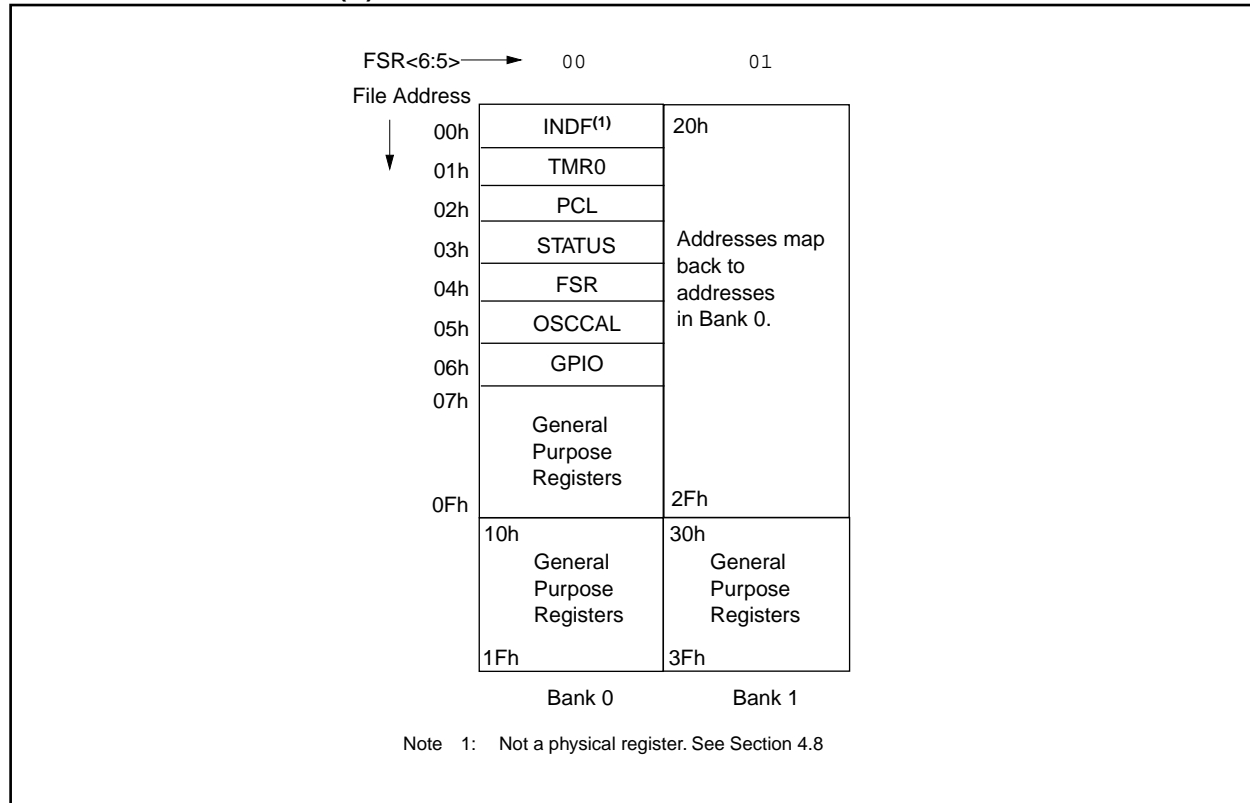 (1)
FSR<6:5> 00 01
File Address
00h INDF(1) 20h
01h TMR0
02h PCL
03h STATUS
04h FSR
05h OSCCAL
06h GPIO
07h
General
Purpose
Registers
0Fh
Addresses map
back to
addresses
in Bank 0.
2Fh
10h
General
Purpose
Registers
1Fh
30h
General
Purpose
Registers
3Fh
Bank 0 Bank 1
Note 1: Not a physical register. See Section 4.8